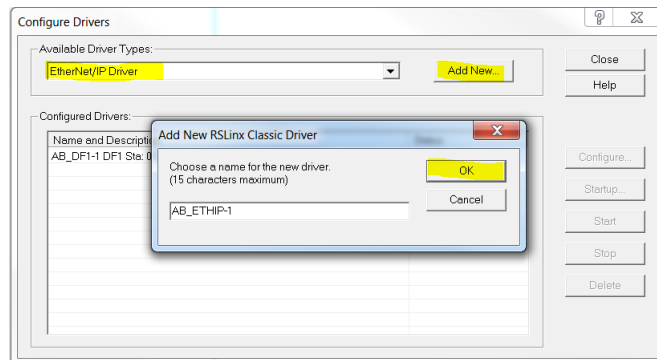 Configure Drivers
Available Driver Types:
EtherNet/IP Driver
Add New...
Close
Help
Configured Drivers:
Name and Descripti
AB_DF1-1 DF1 Sta: 0
Add New RSLinx Classic Driver
Choose a name for the new driver.
(15 characters maximum)
AB_ETHIP-1
OK
Cancel
Configure...
Startup...
Start
Stop
Delete